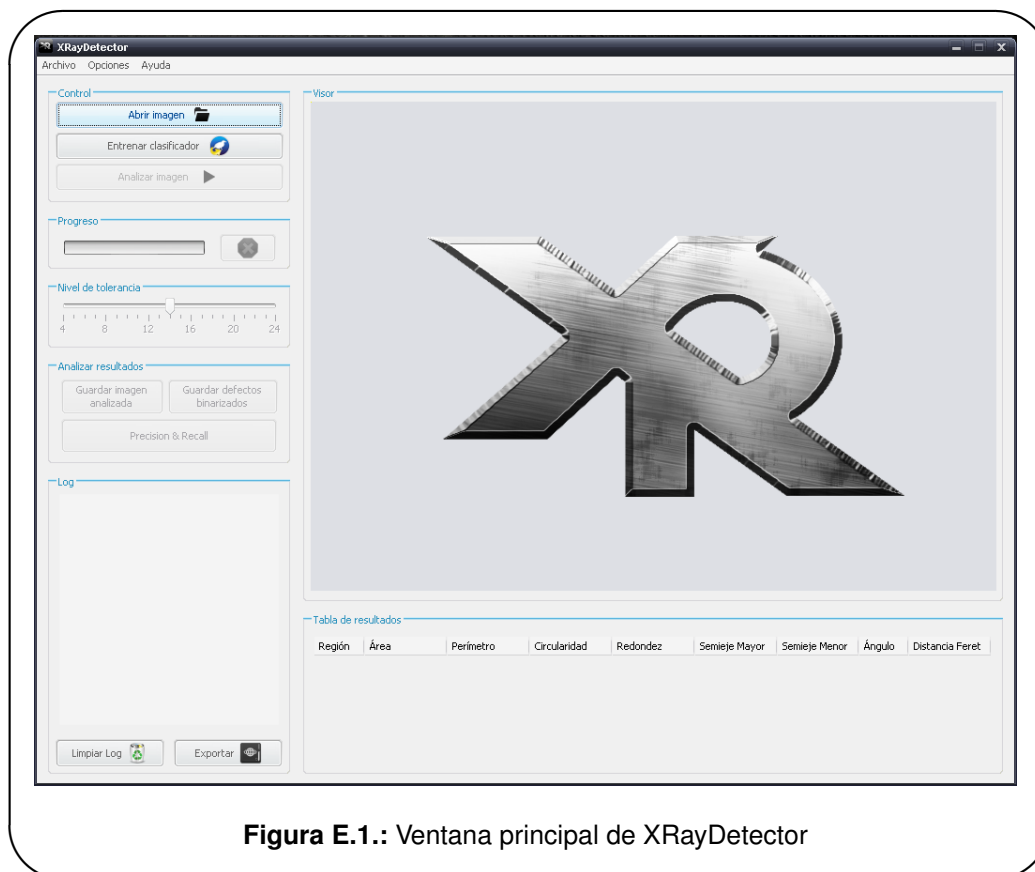 XRayDetector
Archivo Opciones Ayuda
Control
Abrir imagen
Entrenar clasificador
Analizar imagen
Progreso
Nivel de tolerancia
4 8 12 16 20 24
Analizar resultados
Guardar imagen
analizada
Guardar defectos
binarizados
Precision & Recall
Log
Limpiar Log
Exportar
Visor
XR
Tabla de resultados
Región Área Perímetro Circularidad Redondez Semieje Mayor Semieje Menor Ángulo Distancia Feret
Figura E.1.: Ventana principal de XRayDetector